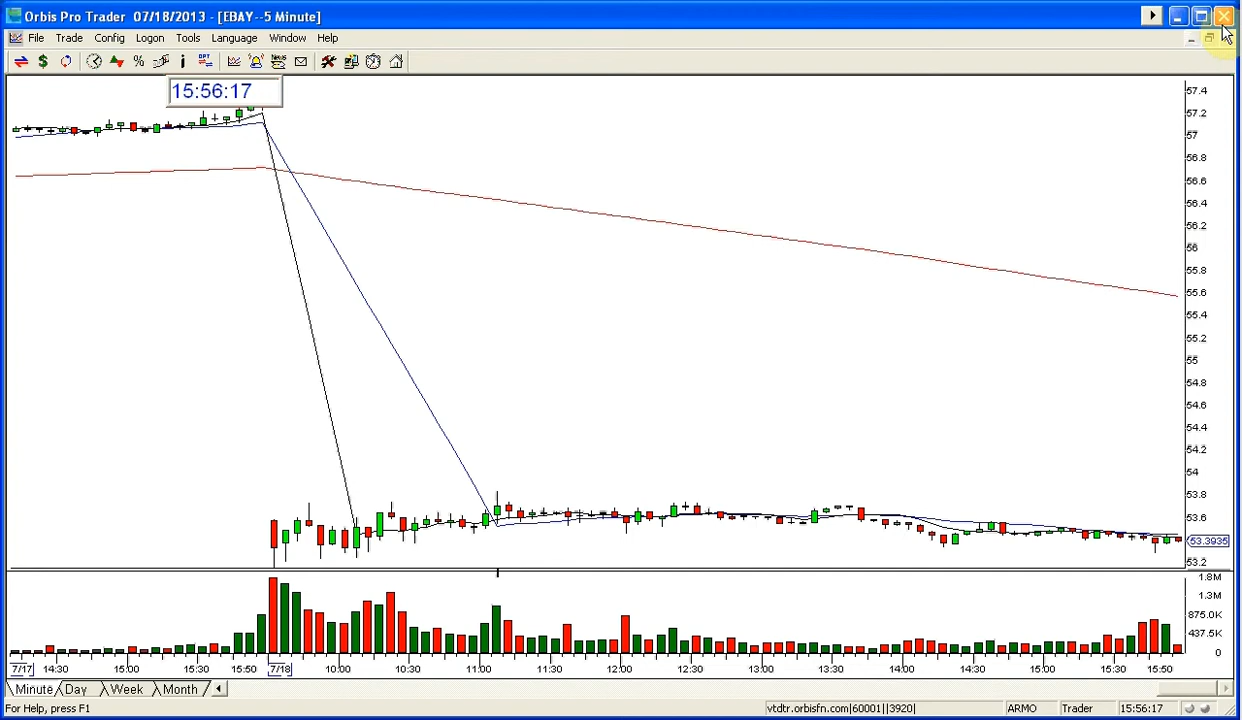 Orbis Pro Trader 07/18/2013 - [EBAY--5 Minute]
File Trade Config Logon Tools Language Window Help
15:56:17
57.4
57.2
57
56.8
56.6
56.4
56.2
56
55.8
55.6
55.4
55.2
55
54.8
54.6
54.4
54.2
54
53.8
53.6
53.3935
53.2
1.8M
1.3M
875.0K
437.5K
0
7/17 14:30 15:00 15:30 15:50 7/18 10:00 10:30 11:00 11:30 12:00 12:30 13:00 13:30 14:00 14:30 15:00 15:30 15:50
Minute Day Week Month
For Help, press F1 vtdtr.orbisfn.com|60001||3920| ARMO Trader 15:56:17